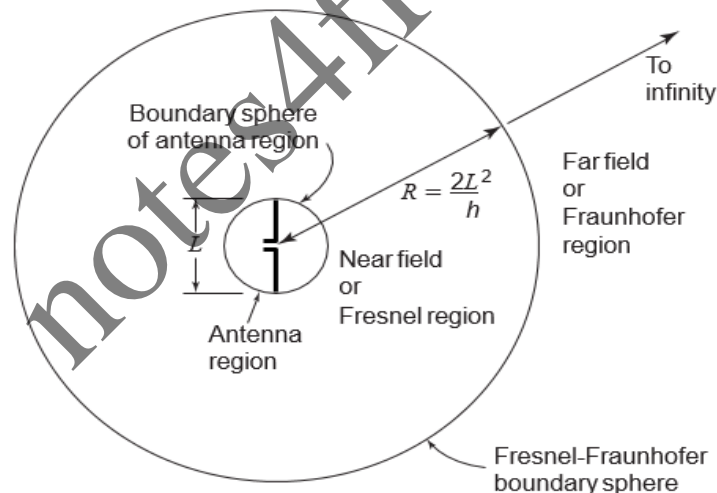 To
infinity
Boundary sphere
of antenna region
Far field
or
Fraunhofer
region
R = 2L²/h
L
Near field
or
Fresnel region
Antenna
region
Fresnel-Fraunhofer
boundary sphere